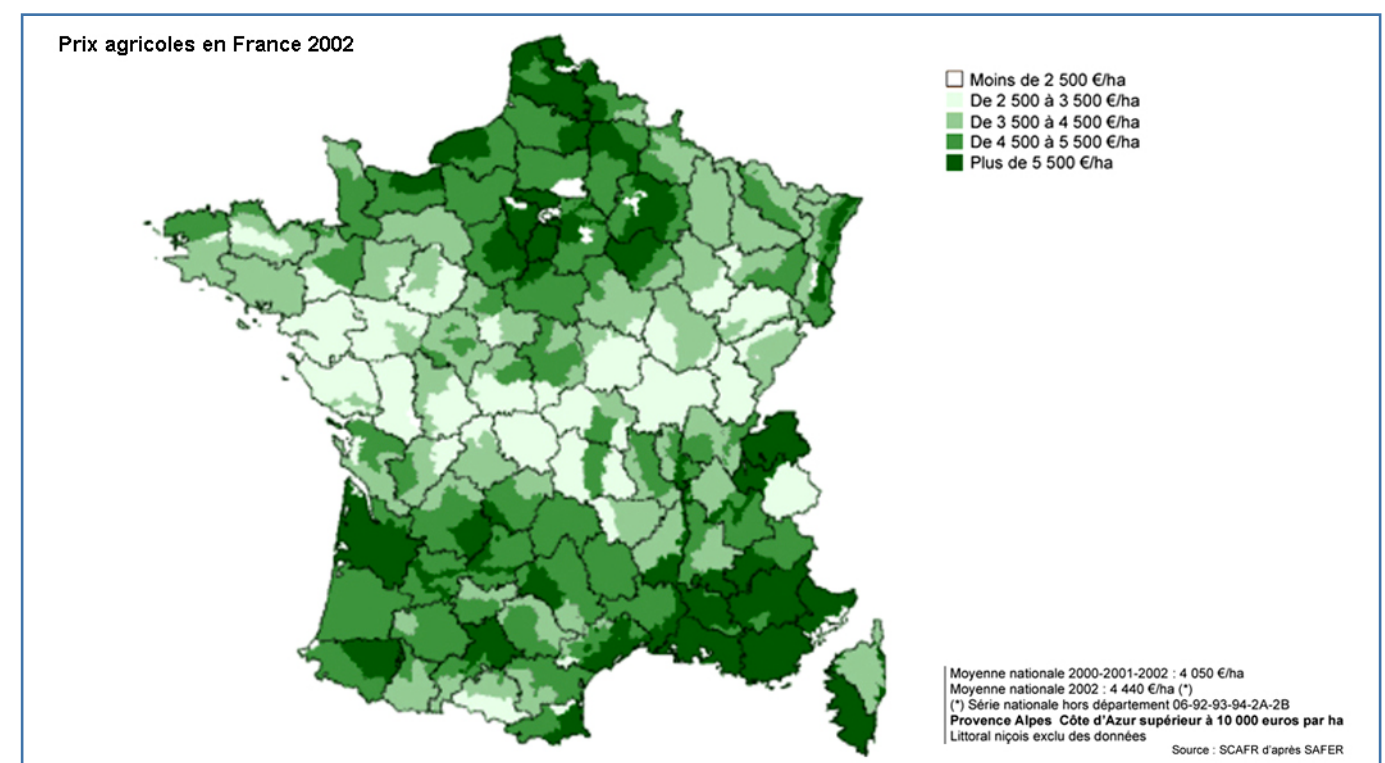 Prix agricoles en France 2002
Moins de 2 500 €/ha
De 2 500 à 3 500 €/ha
De 3 500 à 4 500 €/ha
De 4 500 à 5 500 €/ha
Plus de 5 500 €/ha
Moyenne nationale 2000-2001-2002 : 4 050 €/ha
Moyenne nationale 2002 : 4 440 €/ha (*)
(*) Série nationale hors département 06-92-93-94-2A-2B
Provence Alpes Côte d'Azur supérieur à 10 000 euros par ha
Littoral niçois exclu des données
Source : SCAFR d'après SAFER